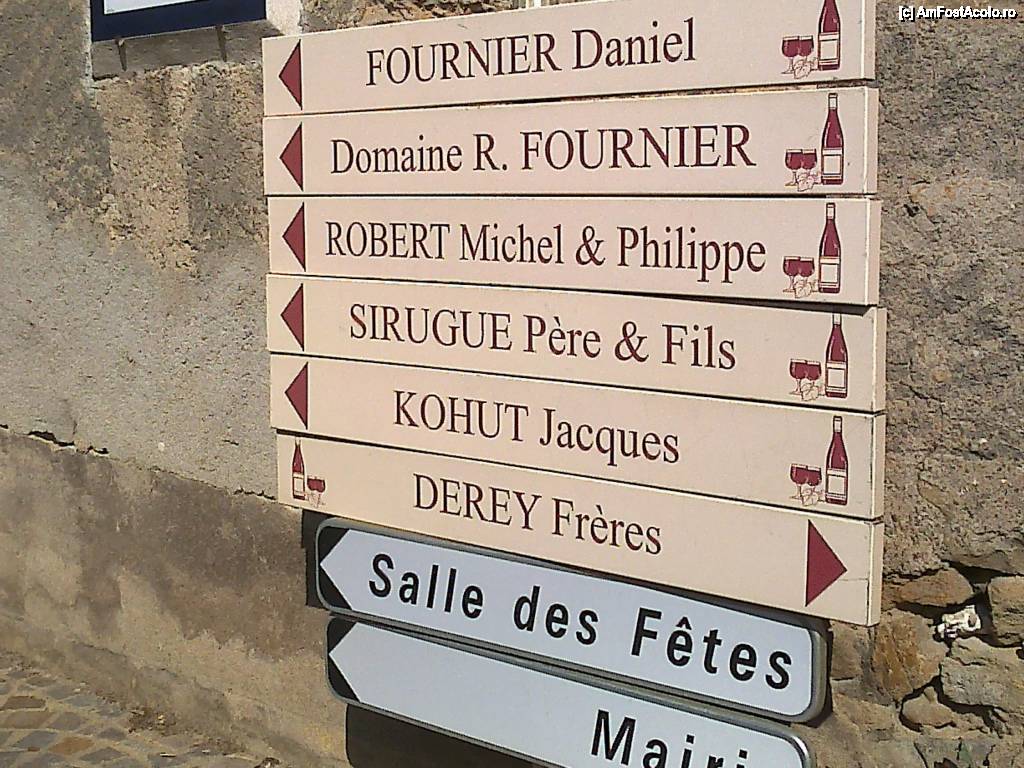 [c] AmFostAcolo.ro
FOURNIER Daniel
Domaine R. FOURNIER
ROBERT Michel & Philippe
SIRUGUE Père & Fils
KOHUT Jacques
DEREY Frères
Salle des Fêtes
Mairi